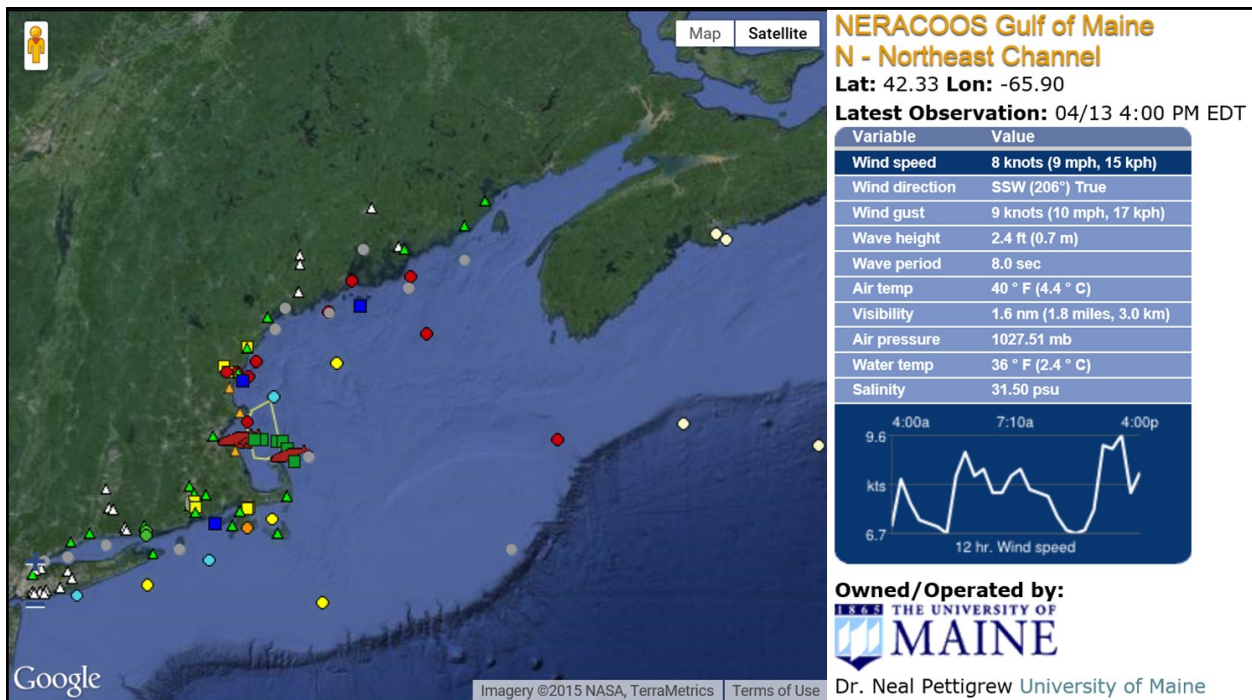 Map Satellite
Google
Imagery ©2015 NASA, TerraMetrics Terms of Use
NERACOOS Gulf of Maine
N - Northeast Channel
Lat: 42.33 Lon: -65.90
Latest Observation: 04/13 4:00 PM EDT
Variable Value
Wind speed 8 knots (9 mph, 15 kph)
Wind direction SSW (206°) True
Wind gust 9 knots (10 mph, 17 kph)
Wave height 2.4 ft (0.7 m)
Wave period 8.0 sec
Air temp 40 ° F (4.4 ° C)
Visibility 1.6 nm (1.8 miles, 3.0 km)
Air pressure 1027.51 mb
Water temp 36 ° F (2.4 ° C)
Salinity 31.50 psu
4:00a 7:10a 4:00p
9.6
kts
6.7
12 hr. Wind speed
Owned/Operated by:
1865 THE UNIVERSITY OF
MAINE
Dr. Neal Pettigrew University of Maine